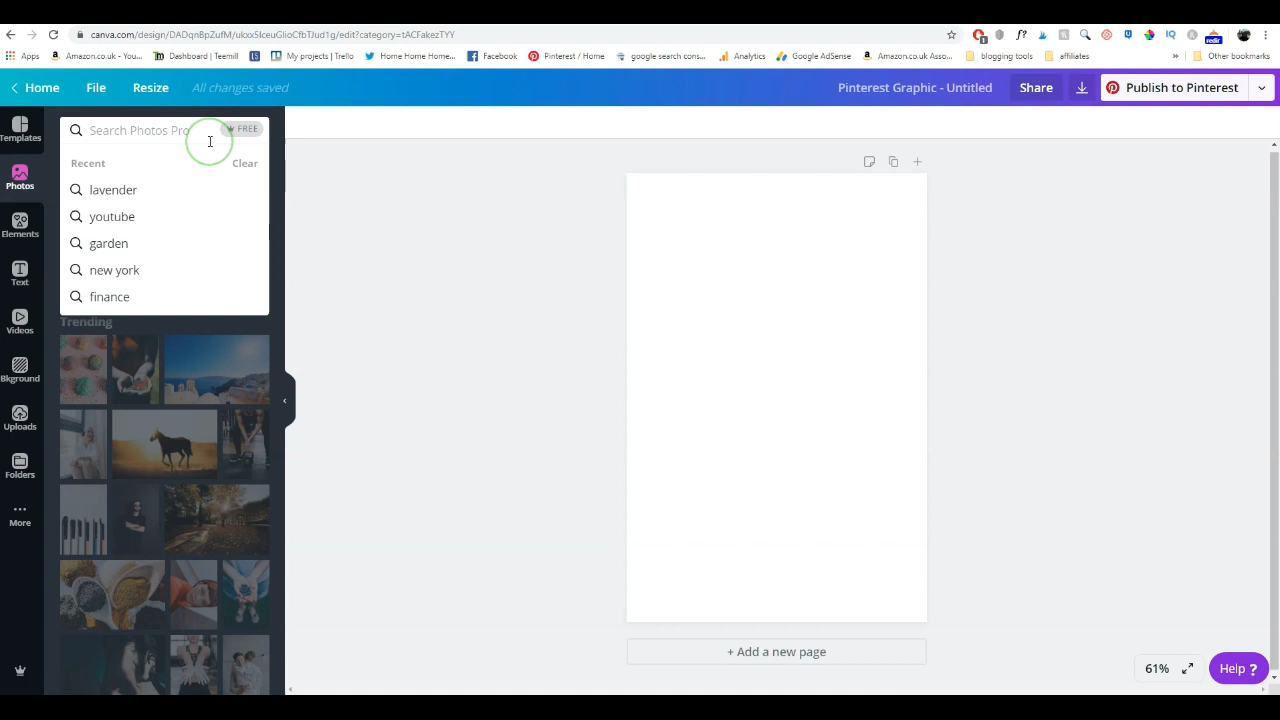 canva.com/design/DADqnBpZufM/ukxxSIceuGlioCfbTJud1g/edit?category=tACFakezTYY
Apps
Amazon.co.uk - You...
Dashboard | Teemill
My projects | Trello
Home Home Home...
Facebook
Pinterest / Home
google search cons...
Analytics
Google AdSense
Amazon.co.uk Asso...
blogging tools
affiliates
Other bookmarks
Home
File
Resize
All changes saved
Pinterest Graphic - Untitled
Share
Publish to Pinterest
Templates
Photos
Elements
Text
Videos
Bkground
Uploads
Folders
More
Search Photos Pro
FREE
Recent
Clear
lavender
youtube
garden
new york
finance
Trending
+ Add a new page
61%
Help ?